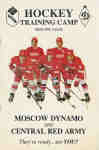 HOCKEY
TRAINING CAMP
MOSCOW DYNAMO
AND
CENTRAL RED ARMY
They're ready... are YOU?